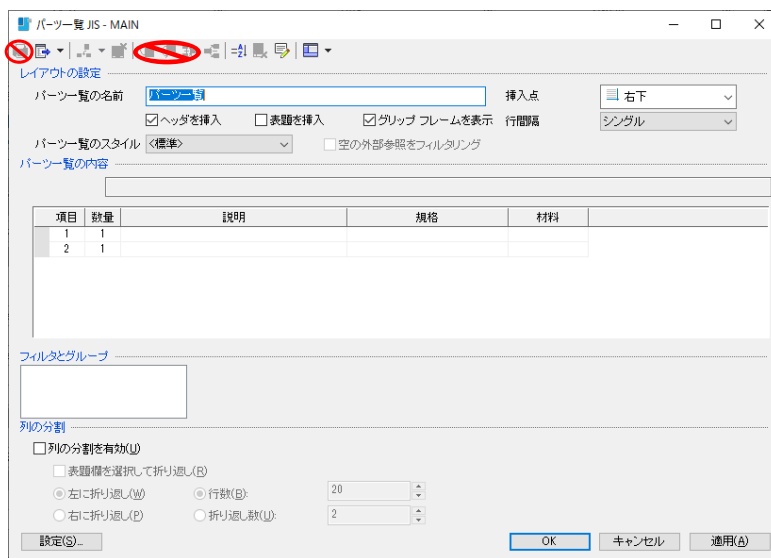 パーツ一覧 JIS - MAIN
レイアウトの設定
パーツ一覧の名前 パーツ一覧 挿入点 右下
ヘッダを挿入 表題を挿入 グリップ フレームを表示 行間隔 シングル
パーツ一覧のスタイル <標準> 空の外部参照をフィルタリング
パーツ一覧の内容
項目 数量 説明 規格 材料
1 1
2 1
フィルタとグループ
列の分割
列の分割を有効(U)
表題欄を選択して折り返し(R)
左に折り返し(W) 行数(B): 20
右に折り返し(P) 折り返し数(U): 2
設定(S)... OK キャンセル 適用(A)